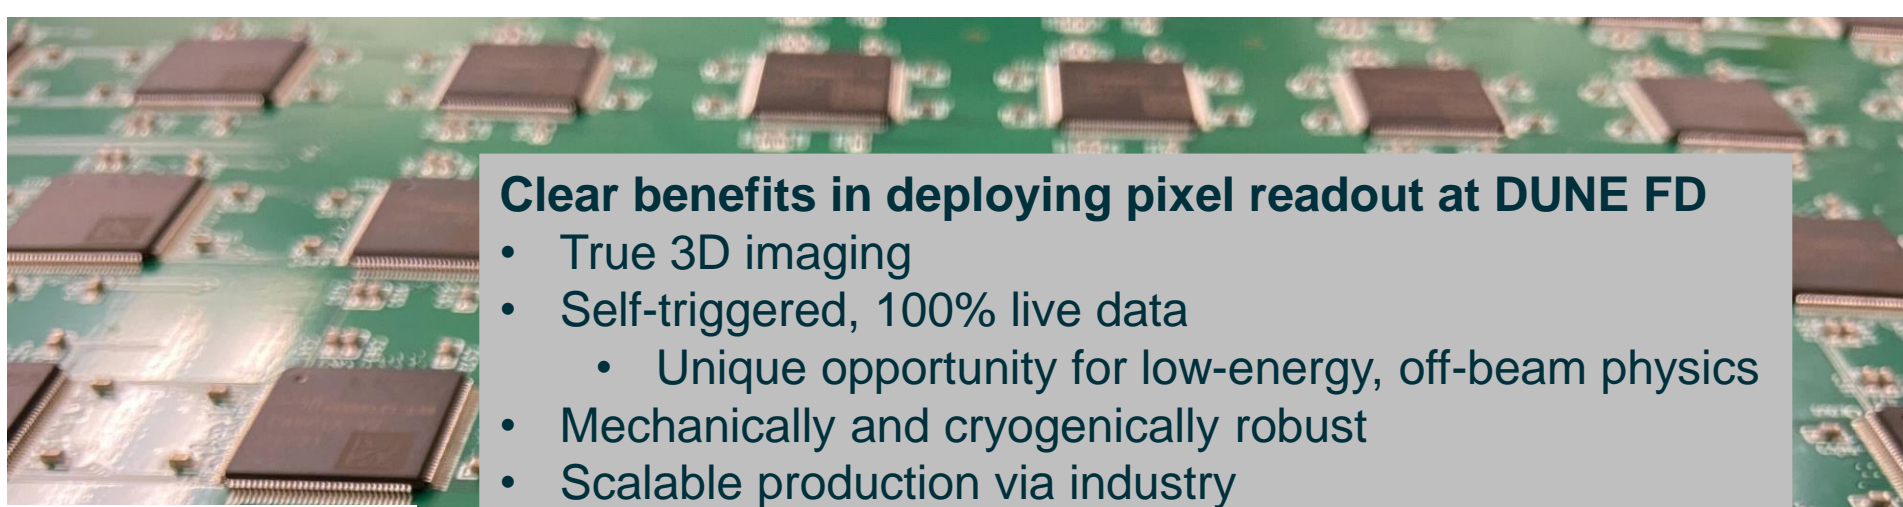 Clear benefits in deploying pixel readout at DUNE FD
• True 3D imaging
• Self-triggered, 100% live data
• Unique opportunity for low-energy, off-beam physics
• Mechanically and cryogenically robust
• Scalable production via industry